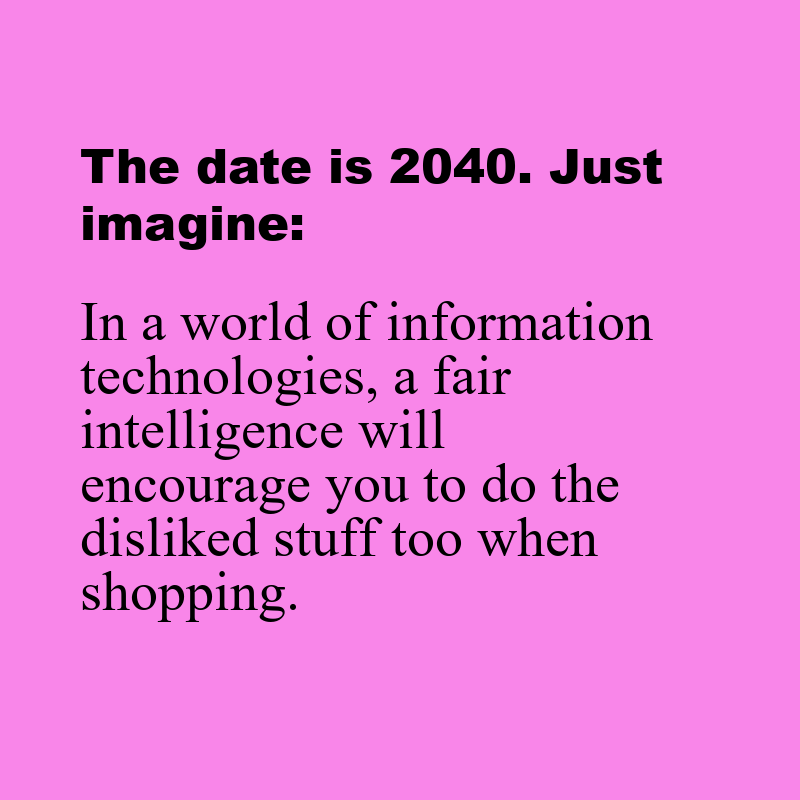 The date is 2040. Just
imagine:
In a world of information
technologies, a fair
intelligence will
encourage you to do the
disliked stuff too when
shopping.